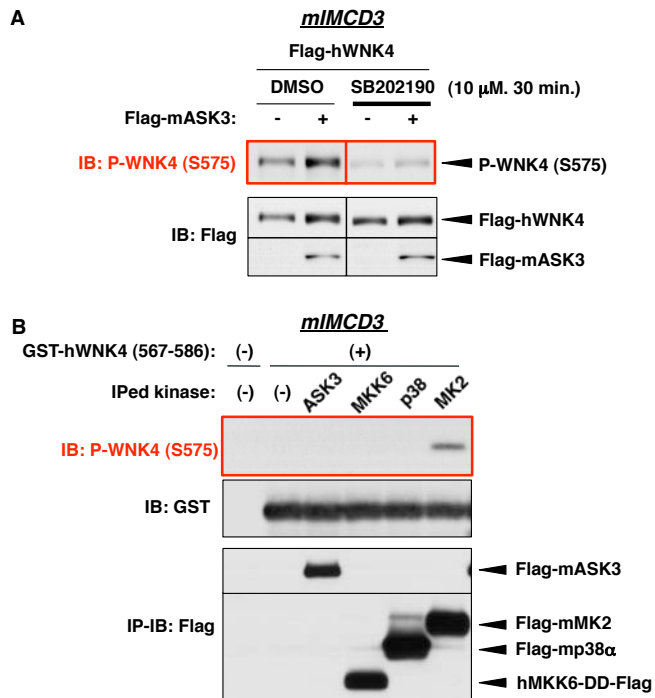 A
mIMCD3
Flag-hWNK4
DMSO SB202190 (10 μM. 30 min.)
Flag-mASK3: - + - +
IB: P-WNK4 (S575) P-WNK4 (S575)
Flag-hWNK4
IB: Flag
Flag-mASK3
B
mIMCD3
GST-hWNK4 (567-586): (-) (+)
IPed kinase: (-) (-) ASK3 MKK6 p38 MK2
IB: P-WNK4 (S575)
IB: GST
Flag-mASK3
IP-IB: Flag Flag-mMK2
Flag-mp38α
hMKK6-DD-Flag